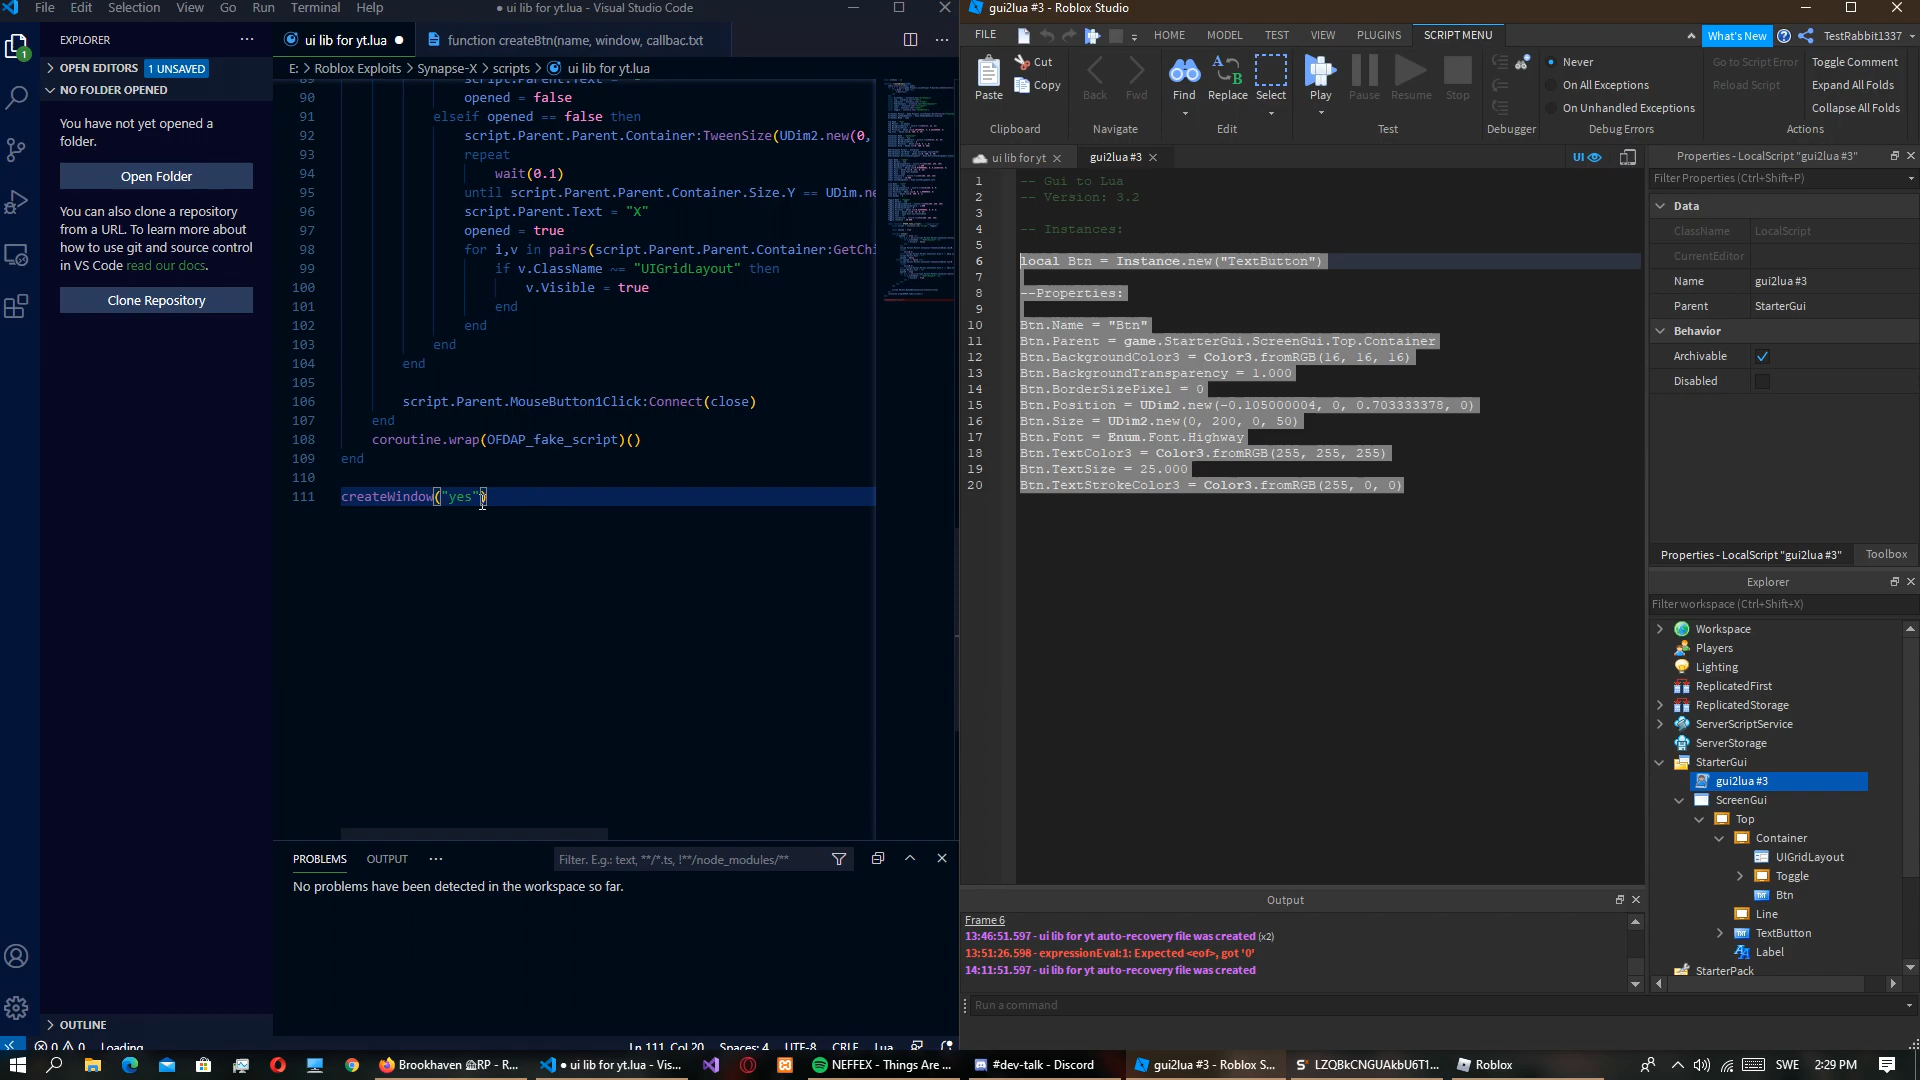 File Edit Selection View Go Run Terminal Help
● ui lib for yt.lua - Visual Studio Code
EXPLORER
OPEN EDITORS 1 UNSAVED
NO FOLDER OPENED
You have not yet opened a
folder.
Open Folder
You can also clone a repository
from a URL. To learn more about
how to use git and source control
in VS Code read our docs.
Clone Repository
OUTLINE
ui lib for yt.lua ●
function createBtn(name, window, callbac.txt
E: > Roblox Exploits > Synapse-X > scripts > ui lib for yt.lua
90 opened = false
91 elseif opened == false then
92 script.Parent.Parent.Container:TweenSize(UDim2.new(0,
93 repeat
94 wait(0.1)
95 until script.Parent.Parent.Container.Size.Y == UDim.ne
96 script.Parent.Text = "X"
97 opened = true
98 for i,v in pairs(script.Parent.Parent.Container:GetChi
99 if v.ClassName ~= "UIGridLayout" then
100 v.Visible = true
101 end
102 end
103 end
104 end
105
106 script.Parent.MouseButton1Click:Connect(close)
107 end
108 coroutine.wrap(OFDAP_fake_script)()
109 end
110
111 createWindow("yes")
PROBLEMS OUTPUT ···
Filter. E.g.: text, **/*.ts, !**/node_modules/**
No problems have been detected in the workspace so far.
0 0 Loading
Ln 111, Col 20 Spaces: 4 UTF-8 CRLF Lua
gui2lua #3 - Roblox Studio
FILE HOME MODEL TEST VIEW PLUGINS SCRIPT MENU What's New TestRabbit1337
Paste Cut Copy
Clipboard
Back Fwd
Navigate
Find Replace Select
Edit
Play Pause Resume Stop
Test
Debugger
Never
On All Exceptions
On Unhandled Exceptions
Debug Errors
Go to Script Error
Reload Script
Toggle Comment
Expand All Folds
Collapse All Folds
Actions
ui lib for yt
gui2lua #3
UI
1 -- Gui to Lua
2 -- Version: 3.2
3
4 -- Instances:
5
6 local Btn = Instance.new("TextButton")
7
8 --Properties:
9
10 Btn.Name = "Btn"
11 Btn.Parent = game.StarterGui.ScreenGui.Top.Container
12 Btn.BackgroundColor3 = Color3.fromRGB(16, 16, 16)
13 Btn.BackgroundTransparency = 1.000
14 Btn.BorderSizePixel = 0
15 Btn.Position = UDim2.new(-0.105000004, 0, 0.703333378, 0)
16 Btn.Size = UDim2.new(0, 200, 0, 50)
17 Btn.Font = Enum.Font.Highway
18 Btn.TextColor3 = Color3.fromRGB(255, 255, 255)
19 Btn.TextSize = 25.000
20 Btn.TextStrokeColor3 = Color3.fromRGB(255, 0, 0)
Output
Frame 6
13:46:51.597 - ui lib for yt auto-recovery file was created (x2)
13:51:26.598 - expressionEval:1: Expected <eof>, got '0'
14:11:51.597 - ui lib for yt auto-recovery file was created
Run a command
Properties - LocalScript "gui2lua #3"
Filter Properties (Ctrl+Shift+P)
Data
ClassName LocalScript
CurrentEditor
Name gui2lua #3
Parent StarterGui
Behavior
Archivable
Disabled
Properties - LocalScript "gui2lua #3" Toolbox
Explorer
Filter workspace (Ctrl+Shift+X)
Workspace
Players
Lighting
ReplicatedFirst
ReplicatedStorage
ServerScriptService
ServerStorage
StarterGui
gui2lua #3
ScreenGui
Top
Container
UIGridLayout
Toggle
Btn
Line
TextButton
Label
StarterPack
Brookhaven RP - R...
● ui lib for yt.lua - Vis...
NEFFEX - Things Are ...
#dev-talk - Discord
gui2lua #3 - Roblox S...
LZQBkCNGUAkbU6T1...
Roblox
SWE 2:29 PM